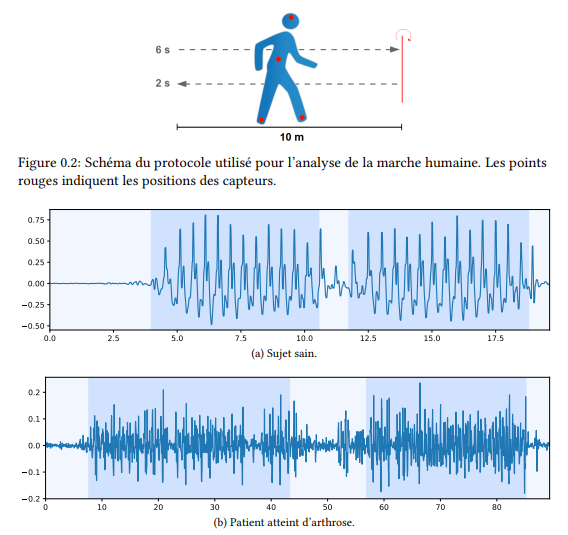 6 s
2 s
10 m
Figure 0.2: Schéma du protocole utilisé pour l'analyse de la marche humaine. Les points
rouges indiquent les positions des capteurs.
0.75
0.50
0.25
0.00
−0.25
−0.50
0.0 2.5 5.0 7.5 10.0 12.5 15.0 17.5
(a) Sujet sain.
0.2
0.1
0.0
−0.1
−0.2
0 10 20 30 40 50 60 70 80
(b) Patient atteint d'arthrose.